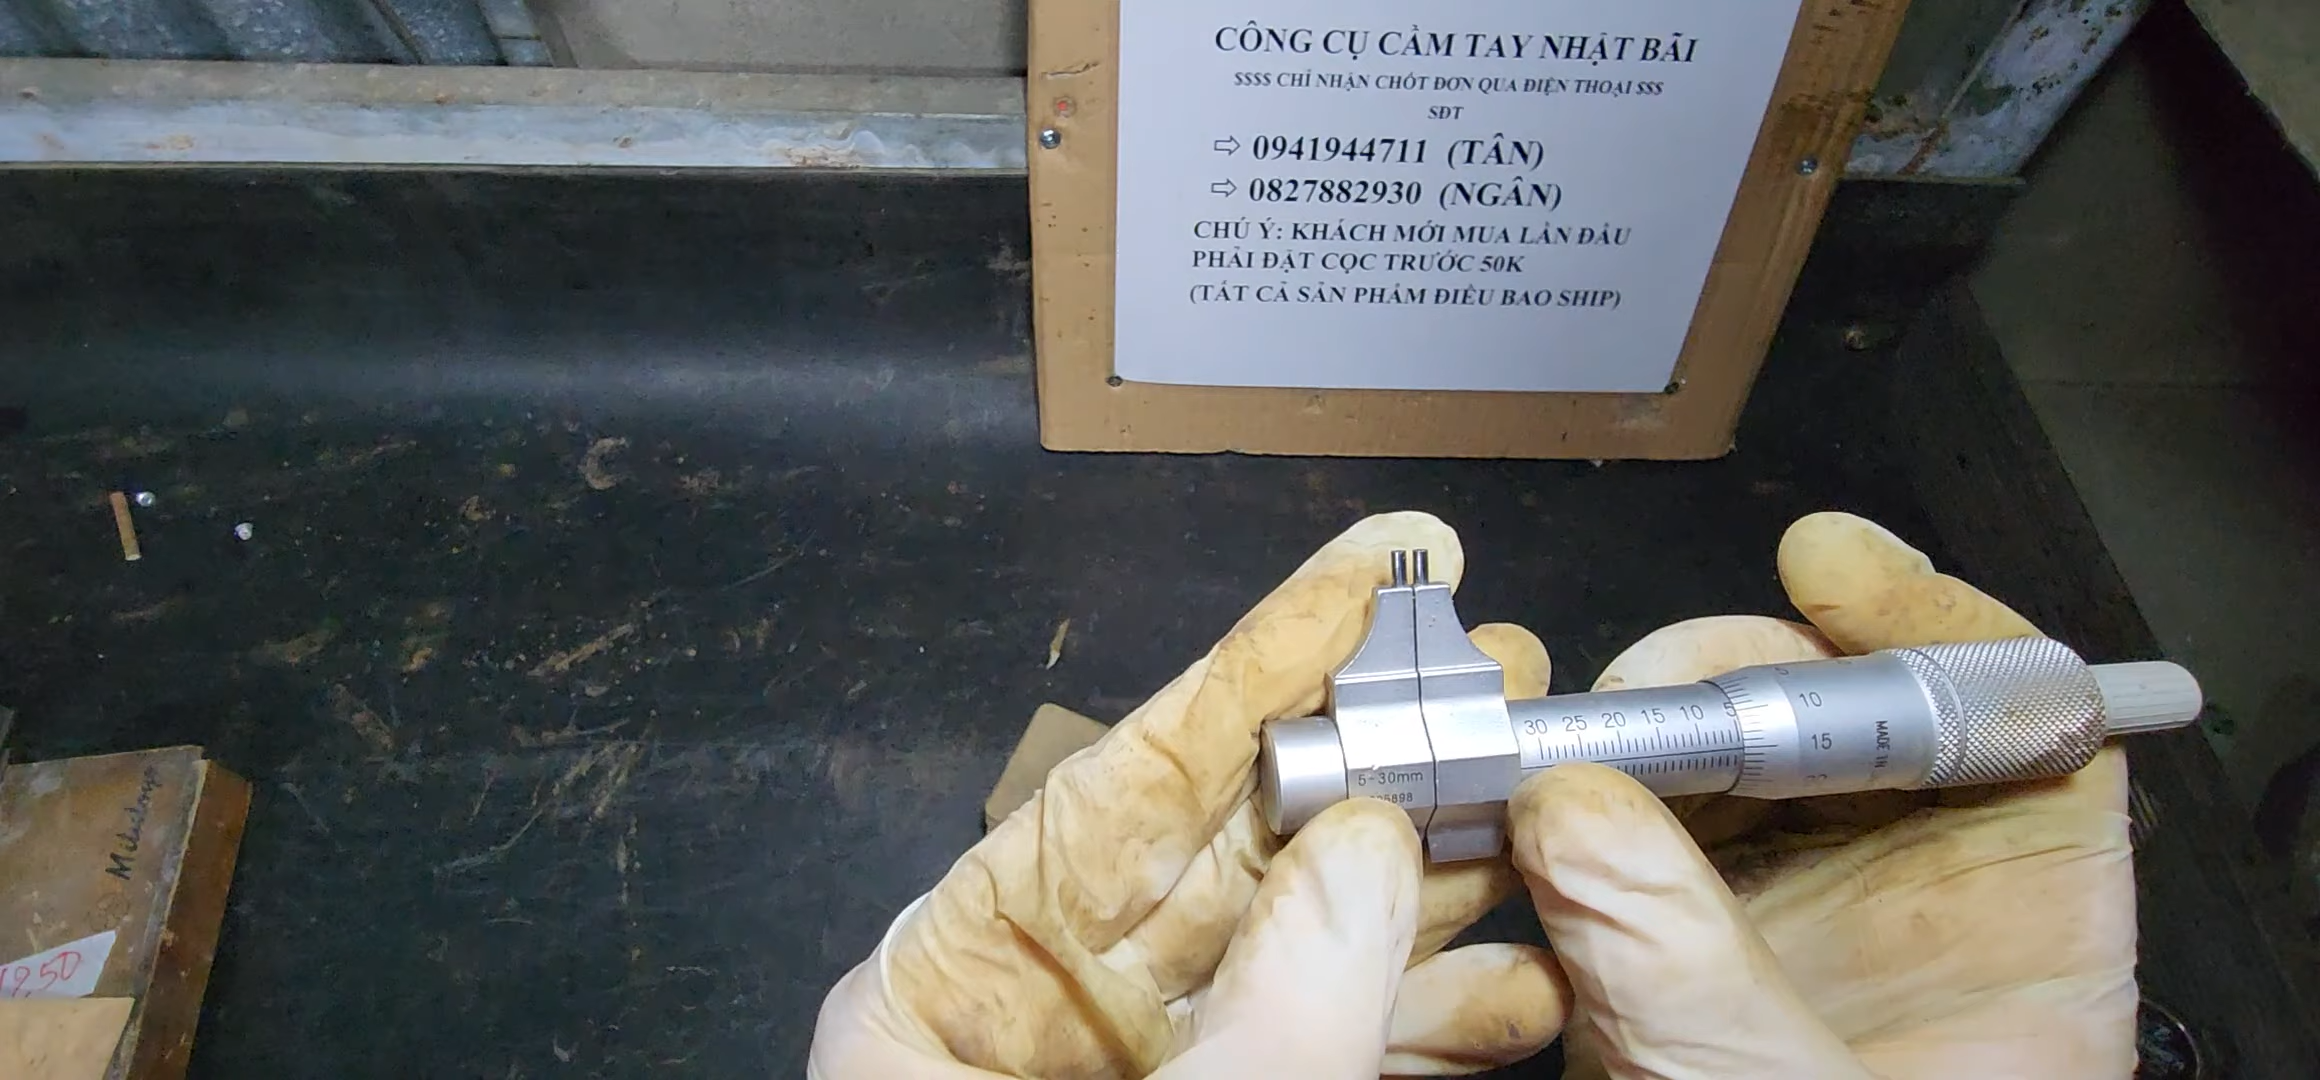 CÔNG CỤ CẦM TAY NHẬT BÃI
$$$$ CHỈ NHẬN CHỐT ĐƠN QUA ĐIỆN THOẠI $$$
SĐT
⇨ 0941944711 (TÂN)
⇨ 0827882930 (NGÂN)
CHÚ Ý: KHÁCH MỚI MUA LẦN ĐẦU
PHẢI ĐẶT CỌC TRƯỚC 50K
(TẤT CẢ SẢN PHẨM ĐIỀU BAO SHIP)
30 25 20 15 10 5
5 10 15 20
MADE IN
5-30mm